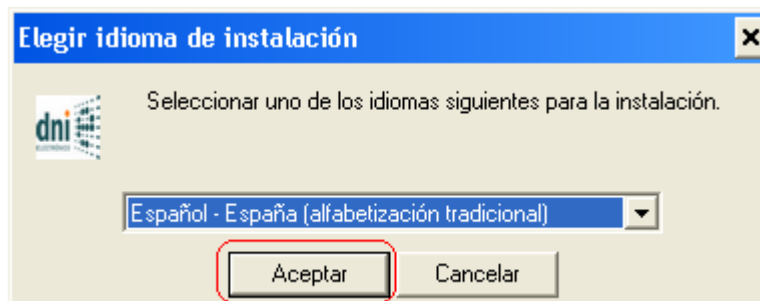 Elegir idioma de instalación
Seleccionar uno de los idiomas siguientes para la instalación.
dni
ELECTRÓNICO
Español - España (alfabetización tradicional)
Aceptar
Cancelar